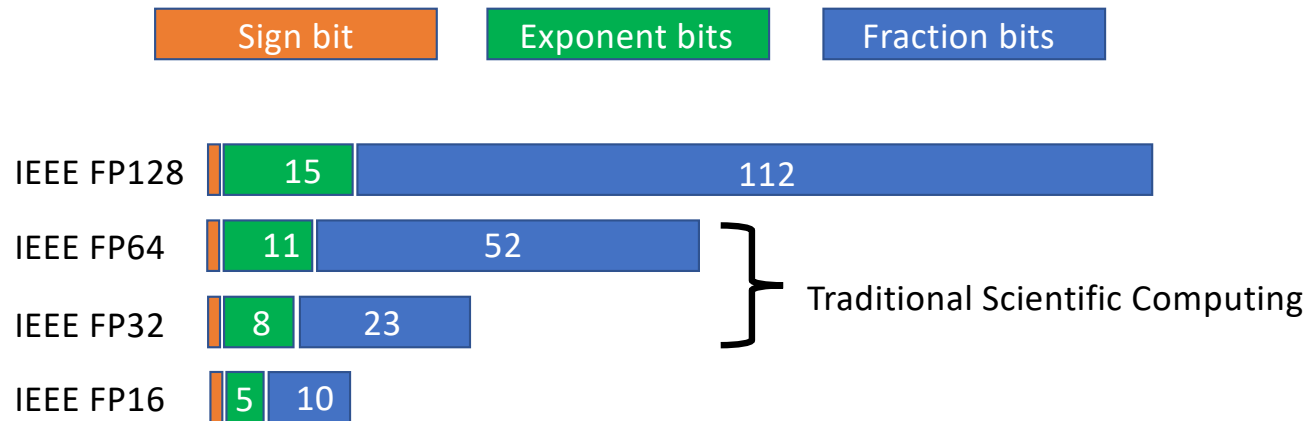 Sign bit Exponent bits Fraction bits
IEEE FP128 15 112
IEEE FP64 11 52
Traditional Scientific Computing
IEEE FP32 8 23
IEEE FP16 5 10